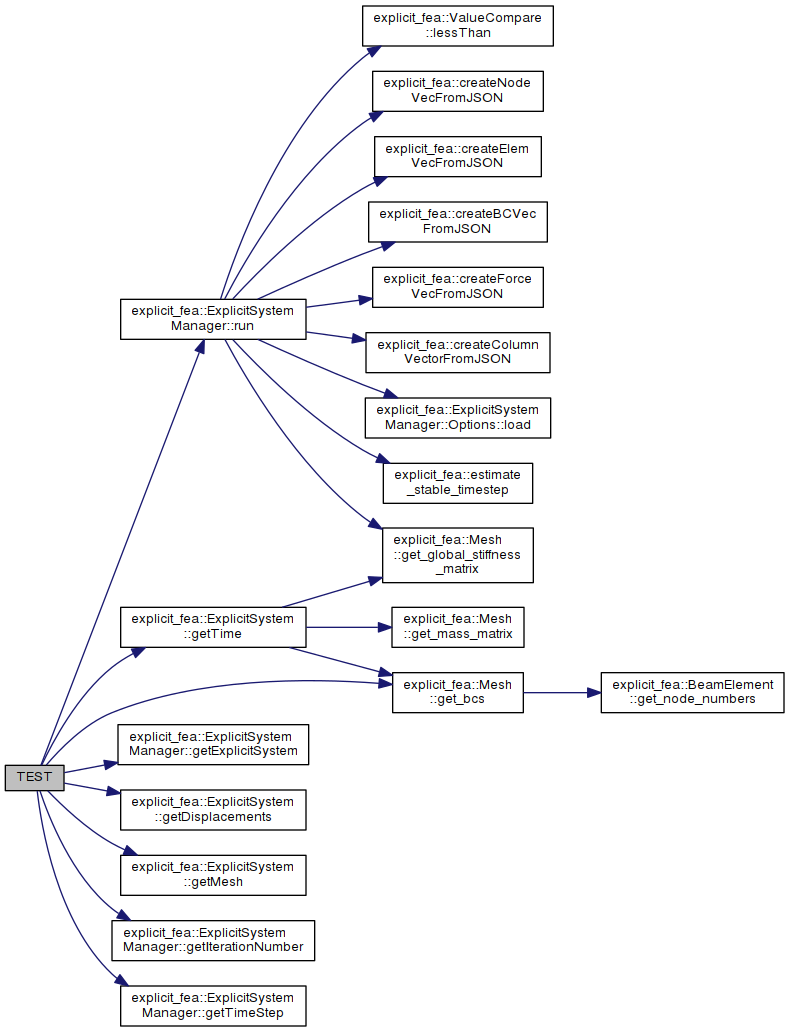 explicit_fea::ValueCompare
::lessThan
explicit_fea::createNode
VecFromJSON
explicit_fea::createElem
VecFromJSON
explicit_fea::createBCVec
FromJSON
explicit_fea::createForce
VecFromJSON
explicit_fea::ExplicitSystem
Manager::run
explicit_fea::createColumn
VectorFromJSON
explicit_fea::ExplicitSystem
Manager::Options::load
explicit_fea::estimate
_stable_timestep
explicit_fea::Mesh
::get_global_stiffness
_matrix
explicit_fea::ExplicitSystem
::getTime
explicit_fea::Mesh
::get_mass_matrix
explicit_fea::Mesh
::get_bcs
explicit_fea::BeamElement
::get_node_numbers
explicit_fea::ExplicitSystem
Manager::getExplicitSystem
TEST
explicit_fea::ExplicitSystem
::getDisplacements
explicit_fea::ExplicitSystem
::getMesh
explicit_fea::ExplicitSystem
Manager::getIterationNumber
explicit_fea::ExplicitSystem
Manager::getTimeStep